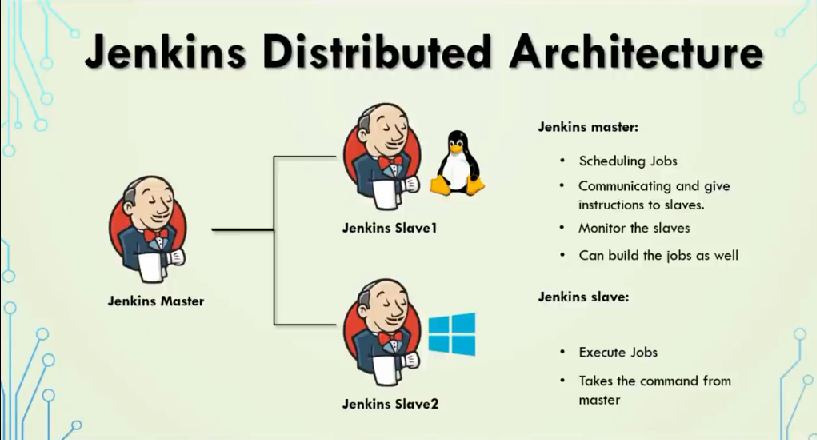 Jenkins Distributed Architecture
Jenkins Master
Jenkins Slave1
Jenkins Slave2
Jenkins master:
• Scheduling Jobs
• Communicating and give
instructions to slaves.
• Monitor the slaves
• Can build the jobs as well
Jenkins slave:
• Execute Jobs
• Takes the command from
master